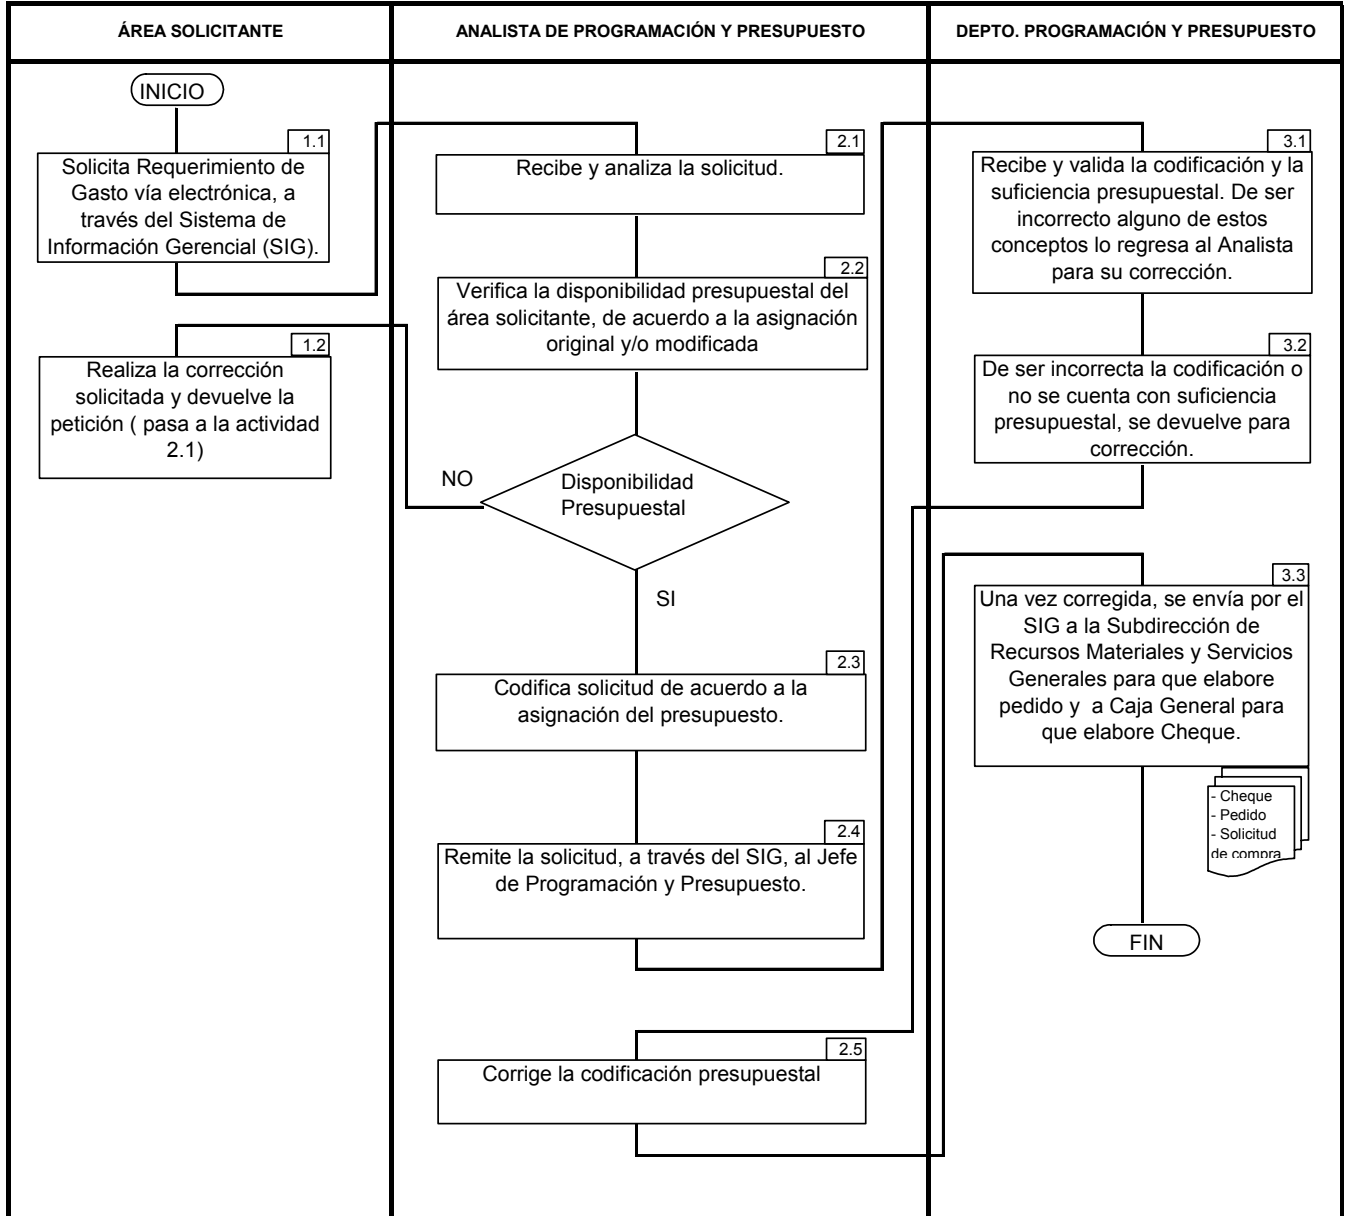 ÁREA SOLICITANTE
ANALISTA DE PROGRAMACIÓN Y PRESUPUESTO
DEPTO. PROGRAMACIÓN Y PRESUPUESTO
INICIO
1.1
Solicita Requerimiento de
Gasto vía electrónica, a
través del Sistema de
Información Gerencial (SIG).
1.2
Realiza la corrección
solicitada y devuelve la
petición ( pasa a la actividad
2.1)
2.1
Recibe y analiza la solicitud.
2.2
Verifica la disponibilidad presupuestal del
área solicitante, de acuerdo a la asignación
original y/o modificada
NO
Disponibilidad
Presupuestal
SI
2.3
Codifica solicitud de acuerdo a la
asignación del presupuesto.
2.4
Remite la solicitud, a través del SIG, al Jefe
de Programación y Presupuesto.
2.5
Corrige la codificación presupuestal
3.1
Recibe y valida la codificación y la
suficiencia presupuestal. De ser
incorrecto alguno de estos
conceptos lo regresa al Analista
para su corrección.
3.2
De ser incorrecta la codificación o
no se cuenta con suficiencia
presupuestal, se devuelve para
corrección.
3.3
Una vez corregida, se envía por el
SIG a la Subdirección de
Recursos Materiales y Servicios
Generales para que elabore
pedido y  a Caja General para
que elabore Cheque.
- Cheque
- Pedido
- Solicitud
de compra
FIN